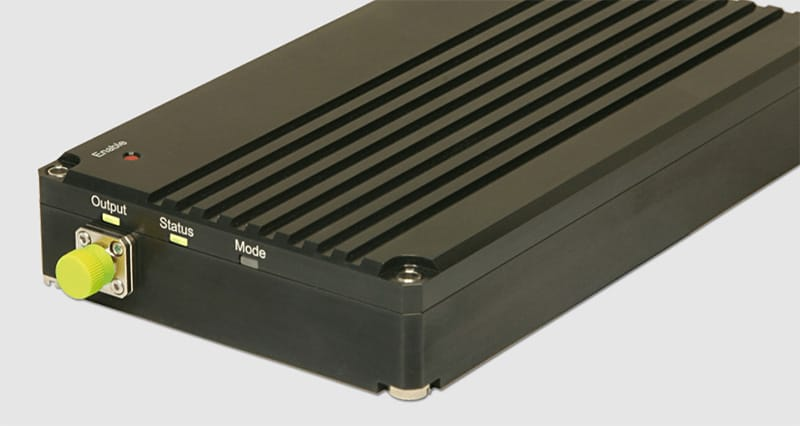 Enable
Output
Status
Mode